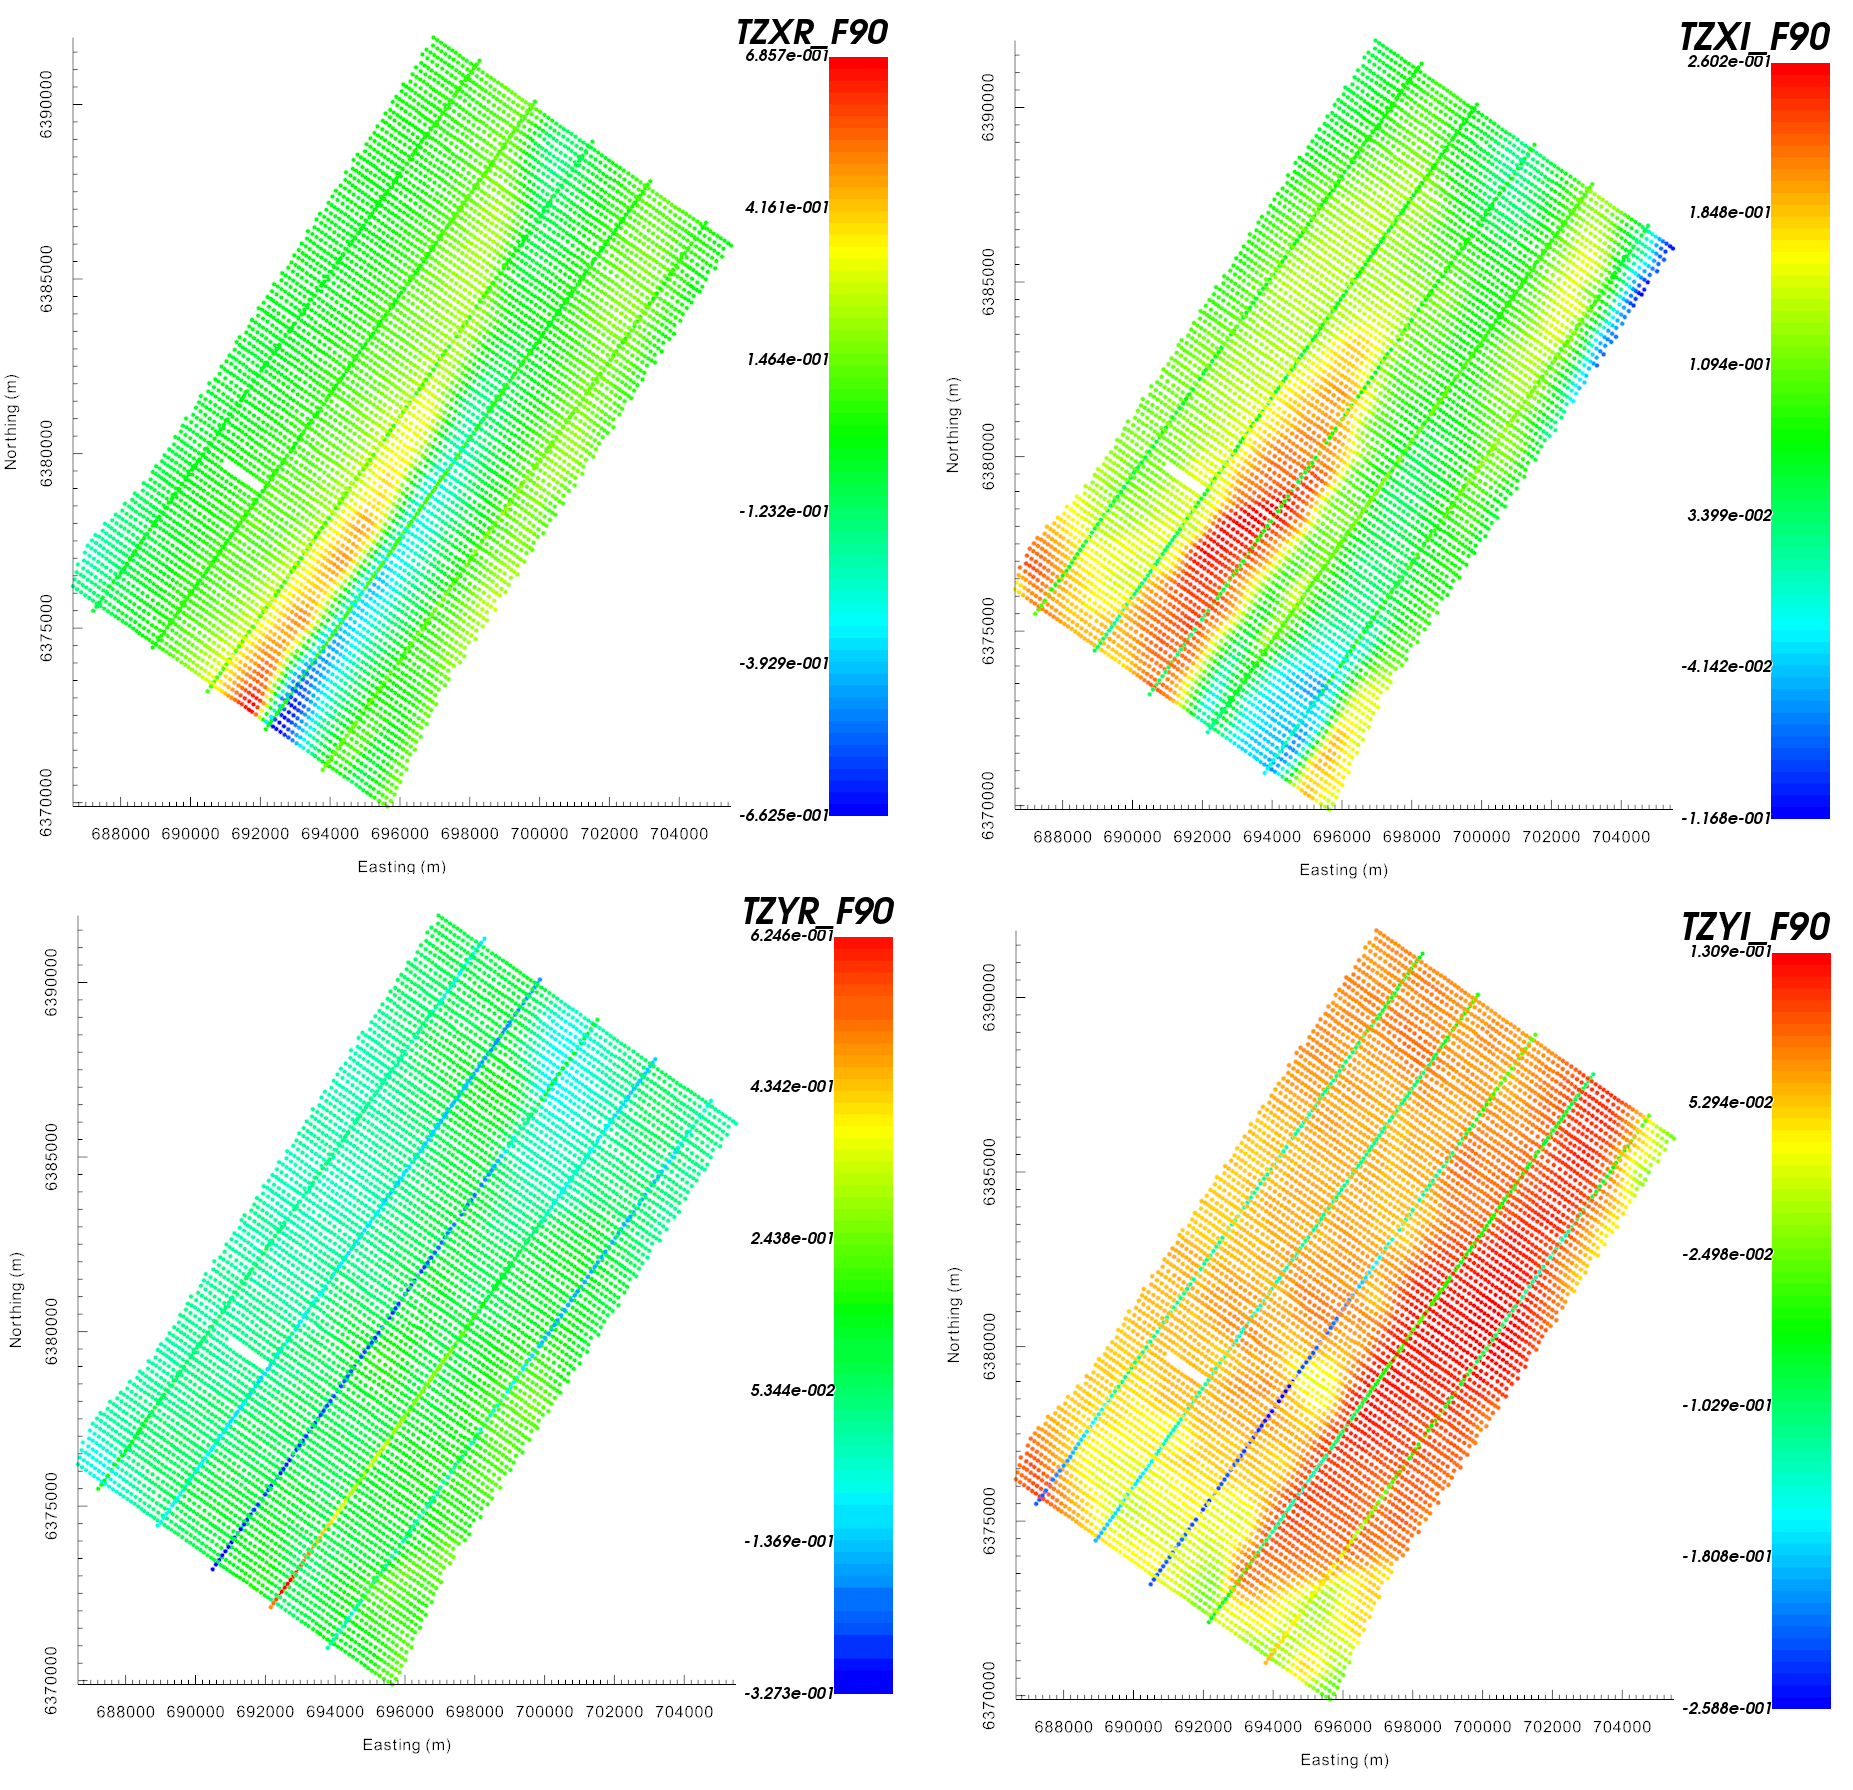 TZXR_F90
6.857e-001
4.161e-001
1.464e-001
-1.232e-001
-3.929e-001
-6.625e-001
6390000
6385000
6380000
6375000
6370000
Northing (m)
688000 690000 692000 694000 696000 698000 700000 702000 704000
Easting (m)
TZXI_F90
2.602e-001
1.848e-001
1.094e-001
3.399e-002
-4.142e-002
-1.168e-001
6390000
6385000
6380000
6375000
6370000
Northing (m)
688000 690000 692000 694000 696000 698000 700000 702000 704000
Easting (m)
TZYR_F90
6.246e-001
4.342e-001
2.438e-001
5.344e-002
-1.369e-001
-3.273e-001
6390000
6385000
6380000
6375000
6370000
Northing (m)
688000 690000 692000 694000 696000 698000 700000 702000 704000
Easting (m)
TZYI_F90
1.309e-001
5.294e-002
-2.498e-002
-1.029e-001
-1.808e-001
-2.588e-001
6390000
6385000
6380000
6375000
6370000
Northing (m)
688000 690000 692000 694000 696000 698000 700000 702000 704000
Easting (m)